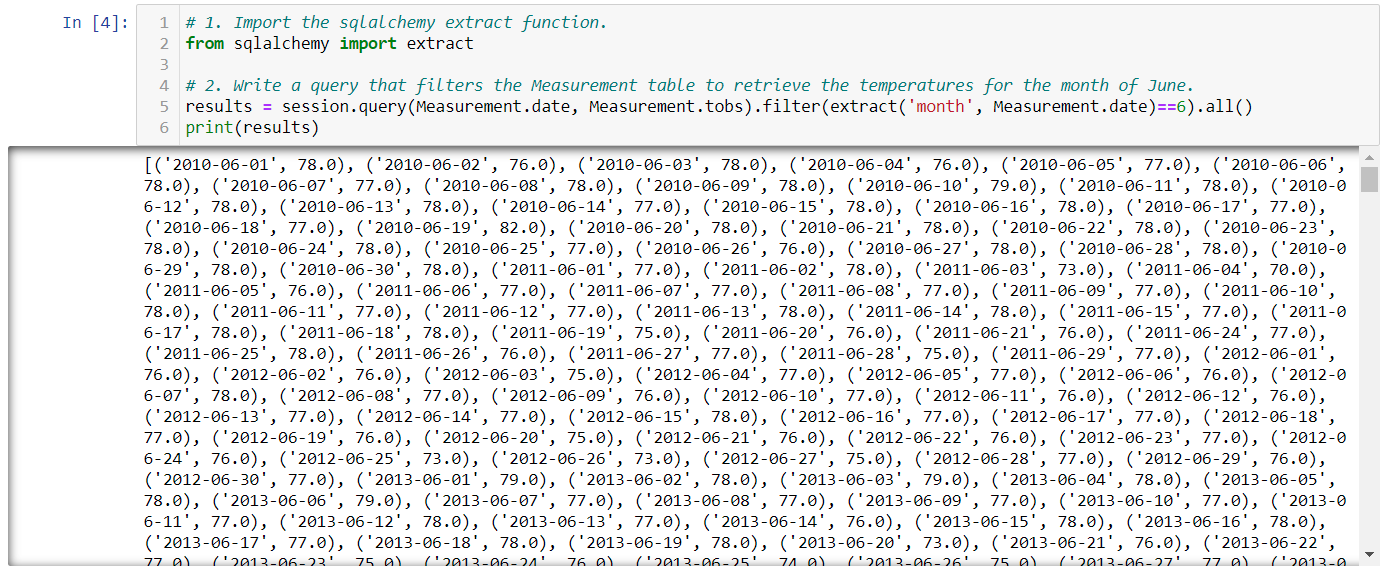 In [4]:
1 # 1. Import the sqlalchemy extract function.
2 from sqlalchemy import extract
3
4 # 2. Write a query that filters the Measurement table to retrieve the temperatures for the month of June.
5 results = session.query(Measurement.date, Measurement.tobs).filter(extract('month', Measurement.date)==6).all()
6 print(results)
[('2010-06-01', 78.0), ('2010-06-02', 76.0), ('2010-06-03', 78.0), ('2010-06-04', 76.0), ('2010-06-05', 77.0), ('2010-06-06',
78.0), ('2010-06-07', 77.0), ('2010-06-08', 78.0), ('2010-06-09', 78.0), ('2010-06-10', 79.0), ('2010-06-11', 78.0), ('2010-0
6-12', 78.0), ('2010-06-13', 78.0), ('2010-06-14', 77.0), ('2010-06-15', 78.0), ('2010-06-16', 78.0), ('2010-06-17', 77.0),
('2010-06-18', 77.0), ('2010-06-19', 82.0), ('2010-06-20', 78.0), ('2010-06-21', 78.0), ('2010-06-22', 78.0), ('2010-06-23',
78.0), ('2010-06-24', 78.0), ('2010-06-25', 77.0), ('2010-06-26', 76.0), ('2010-06-27', 78.0), ('2010-06-28', 78.0), ('2010-0
6-29', 78.0), ('2010-06-30', 78.0), ('2011-06-01', 77.0), ('2011-06-02', 78.0), ('2011-06-03', 73.0), ('2011-06-04', 70.0),
('2011-06-05', 76.0), ('2011-06-06', 77.0), ('2011-06-07', 77.0), ('2011-06-08', 77.0), ('2011-06-09', 77.0), ('2011-06-10',
78.0), ('2011-06-11', 77.0), ('2011-06-12', 77.0), ('2011-06-13', 78.0), ('2011-06-14', 78.0), ('2011-06-15', 77.0), ('2011-0
6-17', 78.0), ('2011-06-18', 78.0), ('2011-06-19', 75.0), ('2011-06-20', 76.0), ('2011-06-21', 76.0), ('2011-06-24', 77.0),
('2011-06-25', 78.0), ('2011-06-26', 76.0), ('2011-06-27', 77.0), ('2011-06-28', 75.0), ('2011-06-29', 77.0), ('2012-06-01',
76.0), ('2012-06-02', 76.0), ('2012-06-03', 75.0), ('2012-06-04', 77.0), ('2012-06-05', 77.0), ('2012-06-06', 76.0), ('2012-0
6-07', 78.0), ('2012-06-08', 77.0), ('2012-06-09', 76.0), ('2012-06-10', 77.0), ('2012-06-11', 76.0), ('2012-06-12', 76.0),
('2012-06-13', 77.0), ('2012-06-14', 77.0), ('2012-06-15', 78.0), ('2012-06-16', 77.0), ('2012-06-17', 77.0), ('2012-06-18',
77.0), ('2012-06-19', 76.0), ('2012-06-20', 75.0), ('2012-06-21', 76.0), ('2012-06-22', 76.0), ('2012-06-23', 77.0), ('2012-0
6-24', 76.0), ('2012-06-25', 73.0), ('2012-06-26', 73.0), ('2012-06-27', 75.0), ('2012-06-28', 77.0), ('2012-06-29', 76.0),
('2012-06-30', 77.0), ('2013-06-01', 79.0), ('2013-06-02', 78.0), ('2013-06-03', 79.0), ('2013-06-04', 78.0), ('2013-06-05',
78.0), ('2013-06-06', 79.0), ('2013-06-07', 77.0), ('2013-06-08', 77.0), ('2013-06-09', 77.0), ('2013-06-10', 77.0), ('2013-0
6-11', 77.0), ('2013-06-12', 78.0), ('2013-06-13', 77.0), ('2013-06-14', 76.0), ('2013-06-15', 78.0), ('2013-06-16', 78.0),
('2013-06-17', 77.0), ('2013-06-18', 78.0), ('2013-06-19', 78.0), ('2013-06-20', 73.0), ('2013-06-21', 76.0), ('2013-06-22',
77.0), ('2013-06-23', 75.0), ('2013-06-24', 76.0), ('2013-06-25', 74.0), ('2013-06-26', 75.0), ('2013-06-27', 77.0), ('2013-0